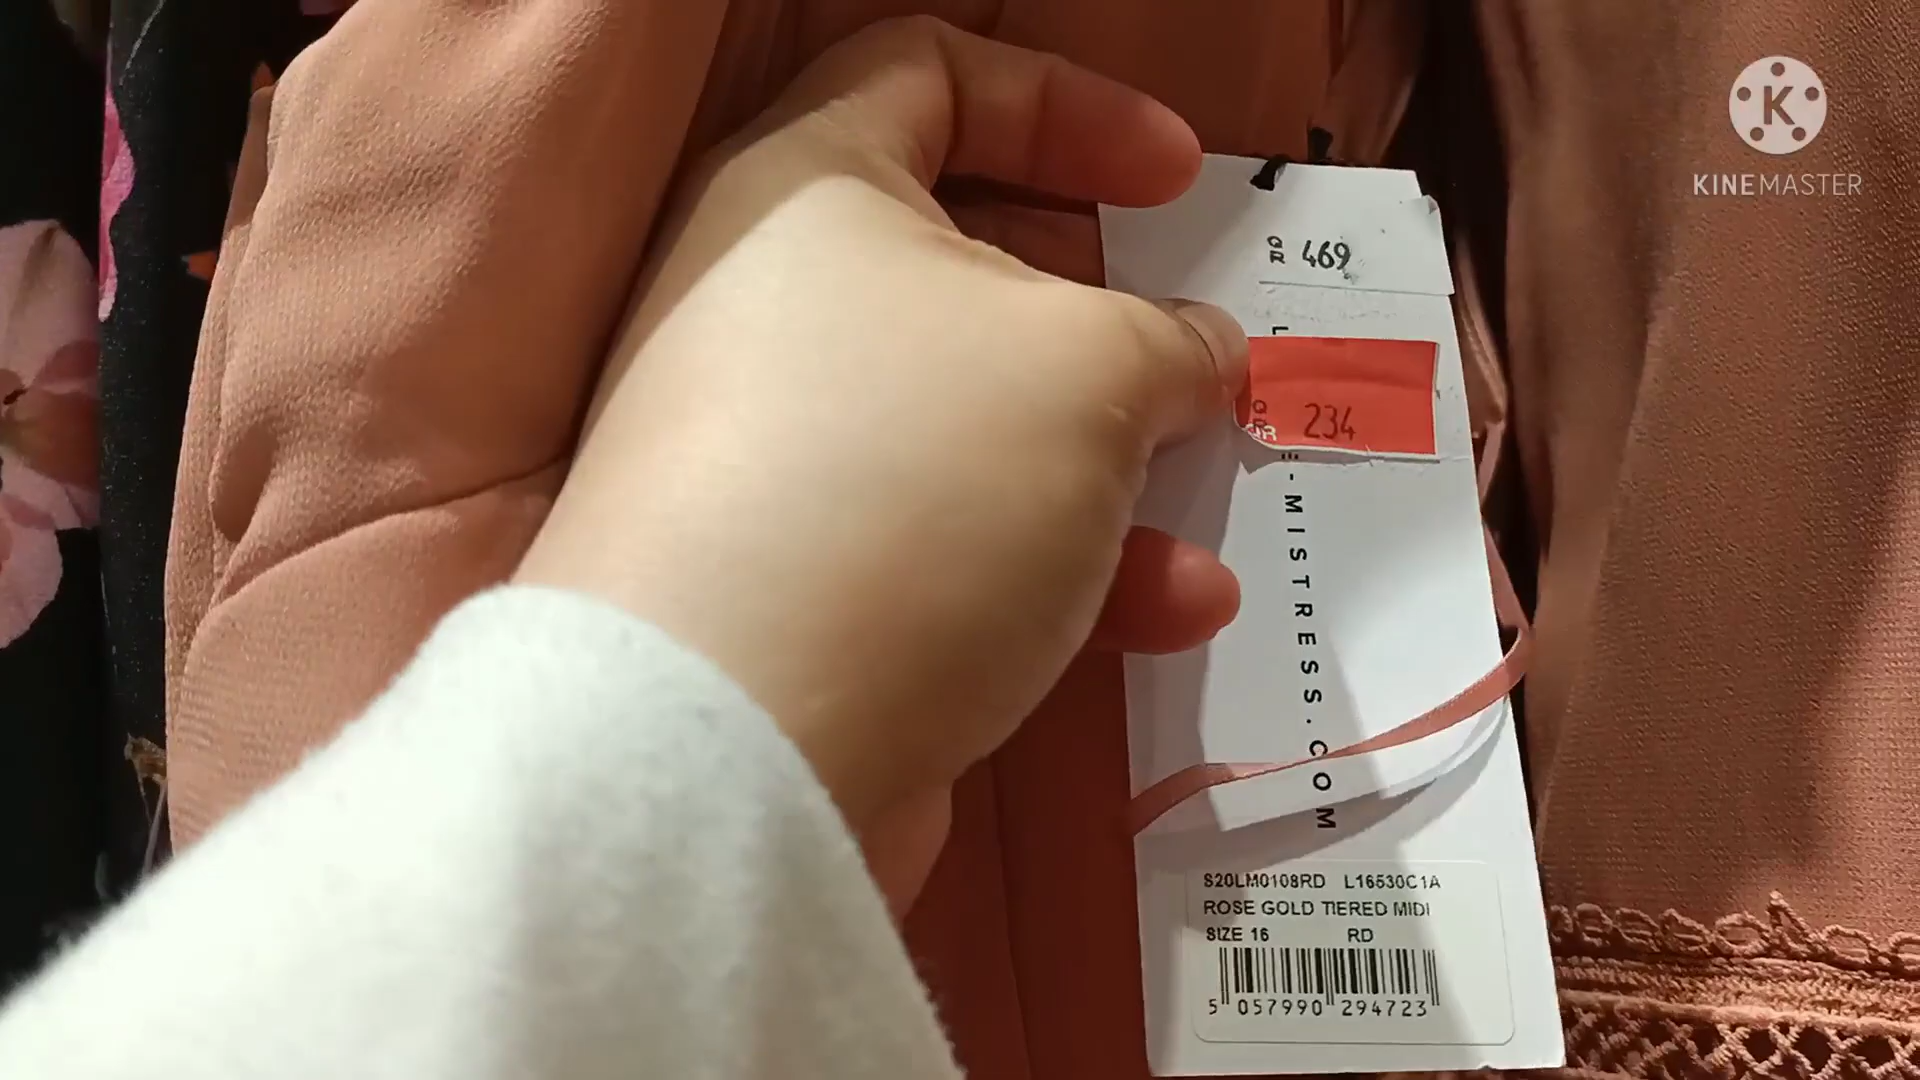 KINEMASTER
QR 469
QR 234
QR
L E-MISTRESS.COM
S20LM0108RD L16530C1A
ROSE GOLD TIERED MIDI
SIZE 16 RD
5 057990 294723